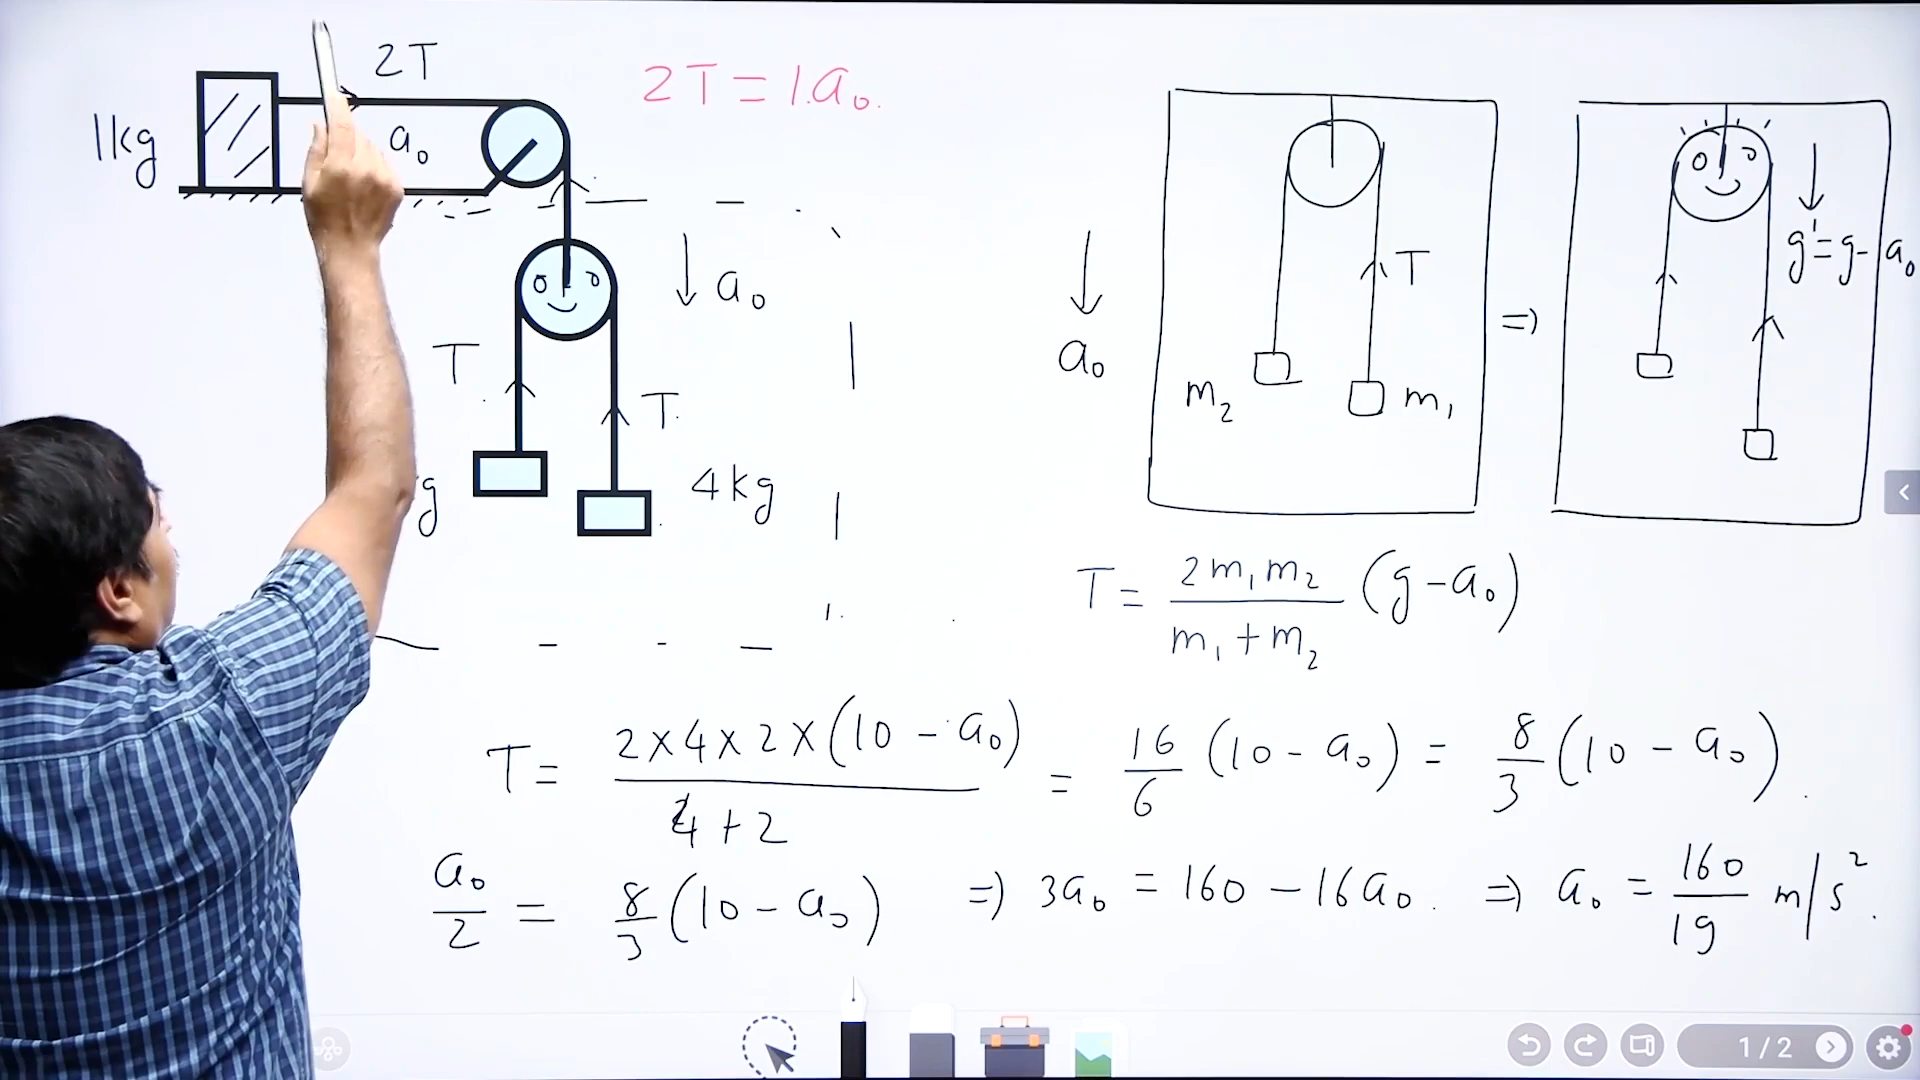 2T
2T = 1.a₀.
1kg
a₀
a₀
g' = g - a₀
T
T
T
a₀
⇒
m₂
m₁
g
4kg
T = 2m₁m₂ / (m₁ + m₂) (g - a₀)
T = 2 × 4 × 2 × (10 - a₀) / (4 + 2) = 16/6 (10 - a₀) = 8/3 (10 - a₀).
a₀/2 = 8/3 (10 - a₀) ⇒ 3a₀ = 160 - 16a₀. ⇒ a₀ = 160/19 m/s².
1/2